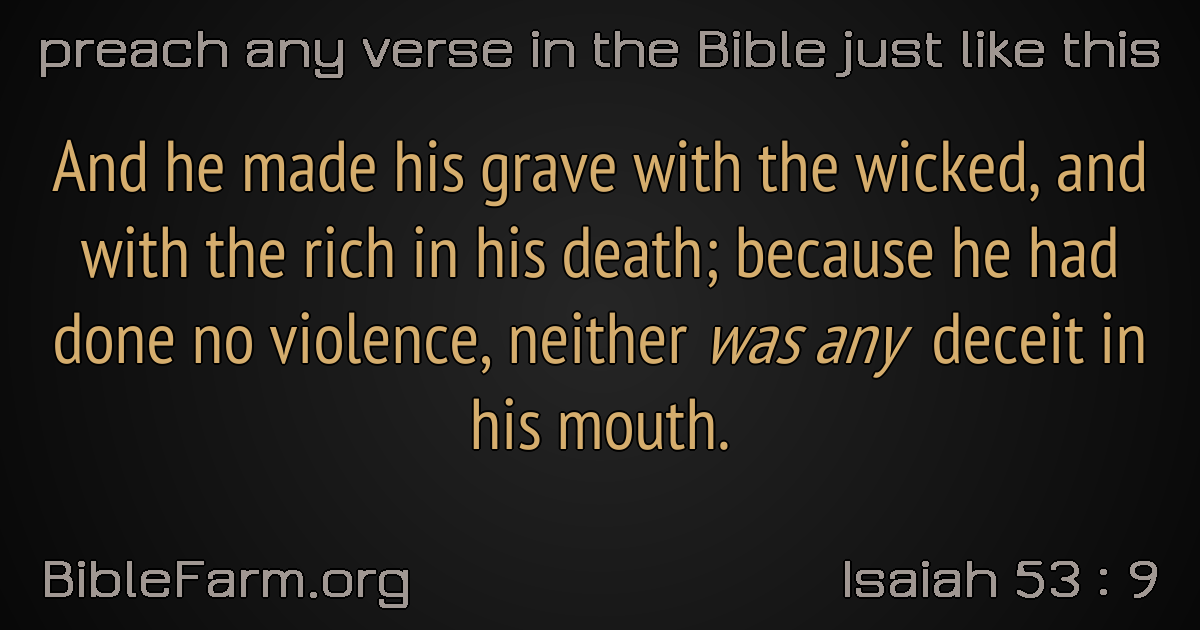 preach any verse in the Bible just like this
And he made his grave with the wicked, and
with the rich in his death; because he had
done no violence, neither was any deceit in
his mouth.
BibleFarm.org
Isaiah 53 : 9